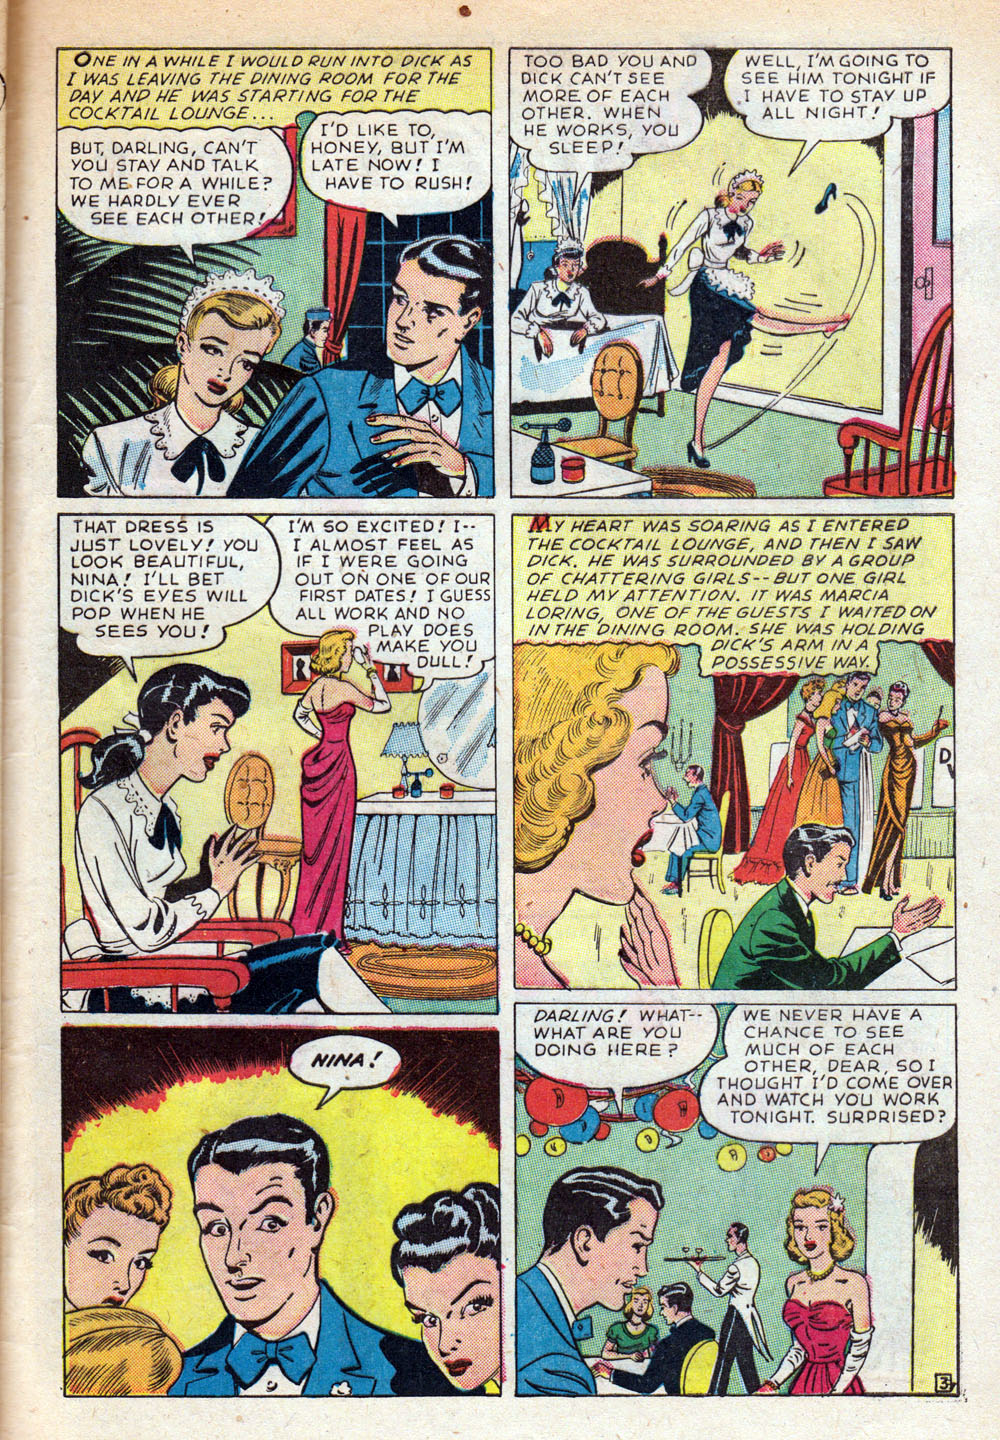 ONE IN A WHILE I WOULD RUN INTO DICK AS
I WAS LEAVING THE DINING ROOM FOR THE
DAY AND HE WAS STARTING FOR THE
COCKTAIL LOUNGE...
BUT, DARLING, CAN'T
YOU STAY AND TALK
TO ME FOR A WHILE?
WE HARDLY EVER
SEE EACH OTHER!
I'D LIKE TO,
HONEY, BUT I'M
LATE NOW! I
HAVE TO RUSH!
TOO BAD YOU AND
DICK CAN'T SEE
MORE OF EACH
OTHER. WHEN
HE WORKS, YOU
SLEEP!
WELL, I'M GOING TO
SEE HIM TONIGHT IF
I HAVE TO STAY UP
ALL NIGHT!
THAT DRESS IS
JUST LOVELY! YOU
LOOK BEAUTIFUL,
NINA! I'LL BET
DICK'S EYES WILL
POP WHEN HE
SEES YOU!
I'M SO EXCITED! I--
I ALMOST FEEL AS
IF I WERE GOING
OUT ON ONE OF OUR
FIRST DATES! I GUESS
ALL WORK AND NO
PLAY DOES
MAKE YOU
DULL!
MY HEART WAS SOARING AS I ENTERED
THE COCKTAIL LOUNGE, AND THEN I SAW
DICK. HE WAS SURROUNDED BY A GROUP
OF CHATTERING GIRLS--BUT ONE GIRL
HELD MY ATTENTION. IT WAS MARCIA
LORING, ONE OF THE GUESTS I WAITED ON
IN THE DINING ROOM. SHE WAS HOLDING
DICK'S ARM IN A
POSSESSIVE WAY.
D
NINA!
DARLING! WHAT--
WHAT ARE YOU
DOING HERE?
WE NEVER HAVE A
CHANCE TO SEE
MUCH OF EACH
OTHER, DEAR, SO I
THOUGHT I'D COME OVER
AND WATCH YOU WORK
TONIGHT. SURPRISED?
3